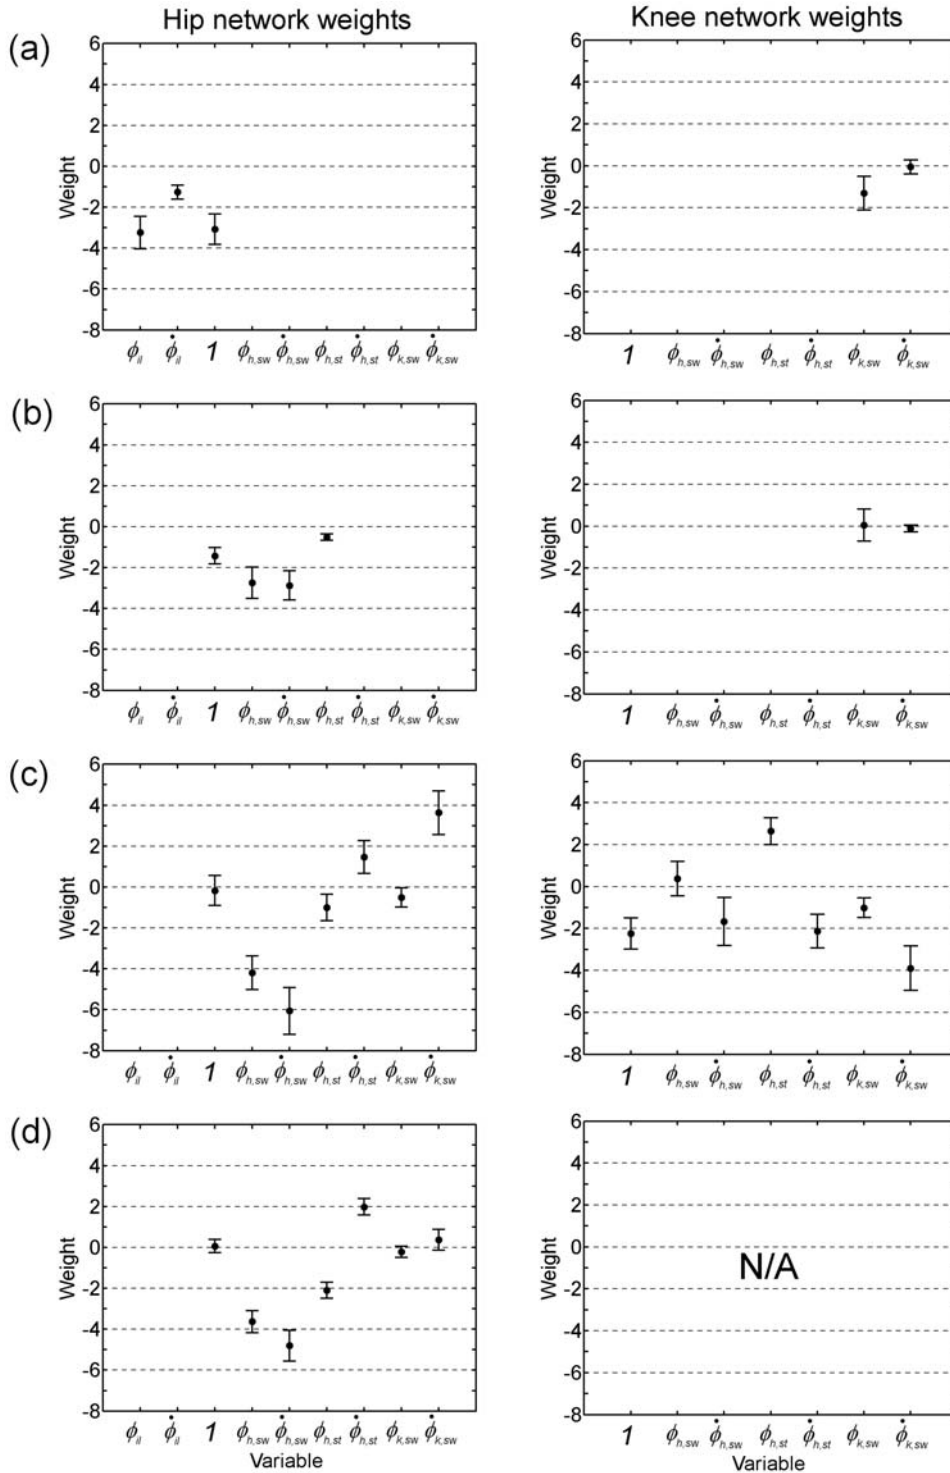 Hip network weights Knee network weights
(a)
6 6
4 4
2 2
0 0
-2 -2
-4 -4
-6 -6
-8 -8
Weight Weight
ϕil ϕ̇il 1 ϕh,sw ϕ̇h,sw ϕh,st ϕ̇h,st ϕk,sw ϕ̇k,sw 1 ϕh,sw ϕ̇h,sw ϕh,st ϕ̇h,st ϕk,sw ϕ̇k,sw
(b)
6 6
4 4
2 2
0 0
-2 -2
-4 -4
-6 -6
-8 -8
Weight Weight
ϕil ϕ̇il 1 ϕh,sw ϕ̇h,sw ϕh,st ϕ̇h,st ϕk,sw ϕ̇k,sw 1 ϕh,sw ϕ̇h,sw ϕh,st ϕ̇h,st ϕk,sw ϕ̇k,sw
(c)
6 6
4 4
2 2
0 0
-2 -2
-4 -4
-6 -6
-8 -8
Weight Weight
ϕil ϕ̇il 1 ϕh,sw ϕ̇h,sw ϕh,st ϕ̇h,st ϕk,sw ϕ̇k,sw 1 ϕh,sw ϕ̇h,sw ϕh,st ϕ̇h,st ϕk,sw ϕ̇k,sw
(d)
6 6
4 4
2 2
0 0
-2 -2
-4 -4
-6 -6
-8 -8
Weight Weight
N/A
ϕil ϕ̇il 1 ϕh,sw ϕ̇h,sw ϕh,st ϕ̇h,st ϕk,sw ϕ̇k,sw 1 ϕh,sw ϕ̇h,sw ϕh,st ϕ̇h,st ϕk,sw ϕ̇k,sw
Variable Variable